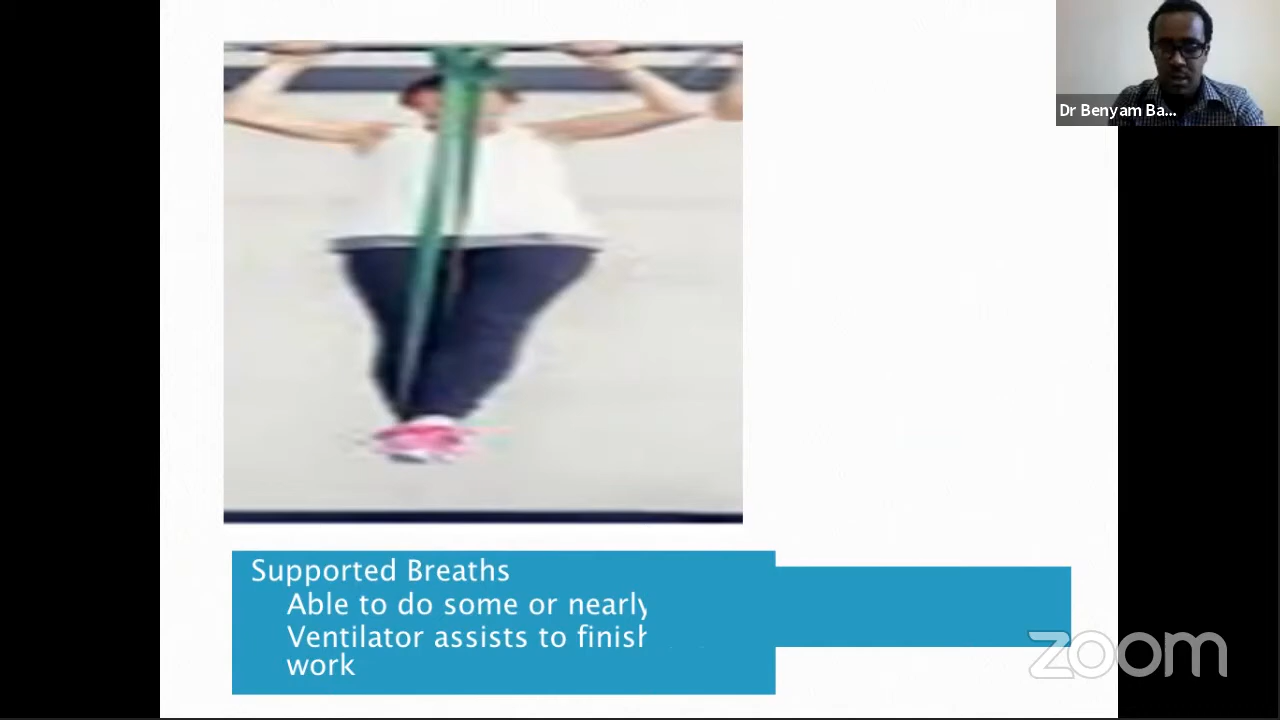 Dr Benyam Ba...
Supported Breaths
Able to do some or nearly
Ventilator assists to finish
work
zoom